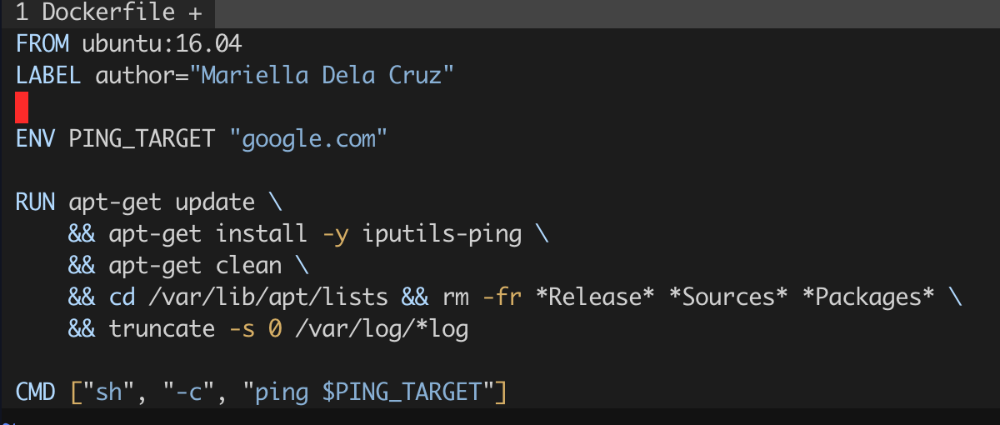 1 Dockerfile +
FROM ubuntu:16.04
LABEL author="Mariella Dela Cruz"
ENV PING_TARGET "google.com"
RUN apt-get update \
    && apt-get install -y iputils-ping \
    && apt-get clean \
    && cd /var/lib/apt/lists && rm -fr *Release* *Sources* *Packages* \
    && truncate -s 0 /var/log/*log
CMD ["sh", "-c", "ping $PING_TARGET"]
~